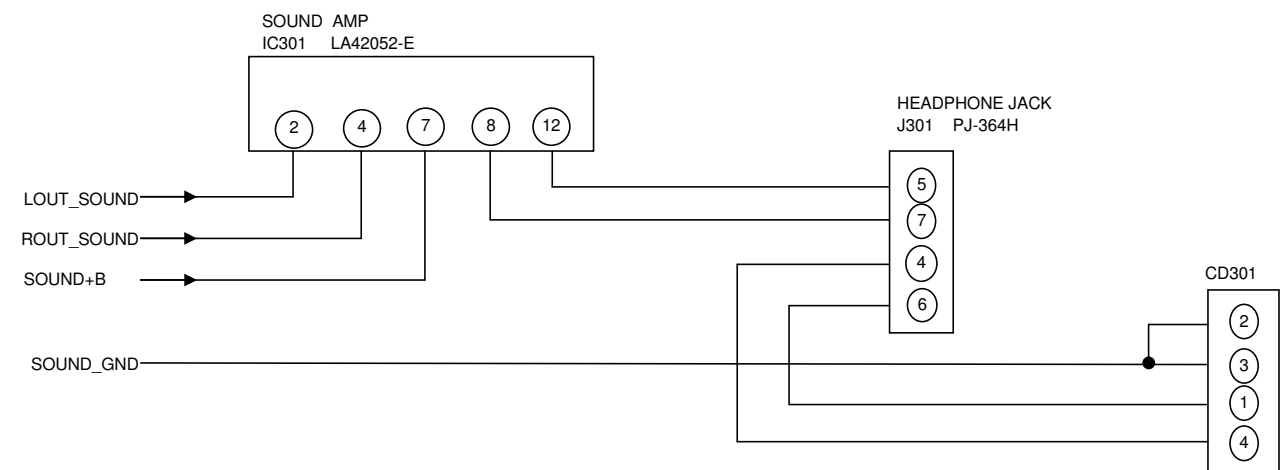 SOUND AMP
IC301 LA42052-E
2 4 7 8 12
HEADPHONE JACK
J301 PJ-364H
5
7
4
6
LOUT_SOUND
ROUT_SOUND
SOUND+B
SOUND_GND
CD301
2
3
1
4